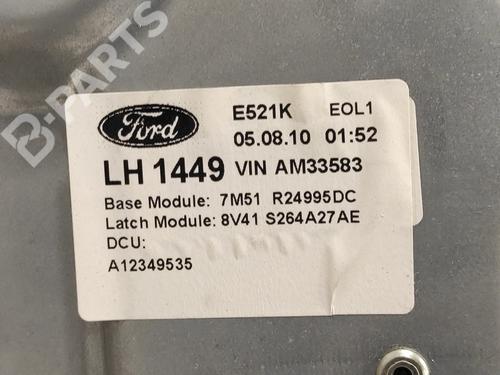 B-PARTS
Ford
E521K EOL1
05.08.10 01:52
LH 1449 VIN AM33583
Base Module: 7M51 R24995DC
Latch Module: 8V41 S264A27AE
DCU:
A12349535
B-PARTS